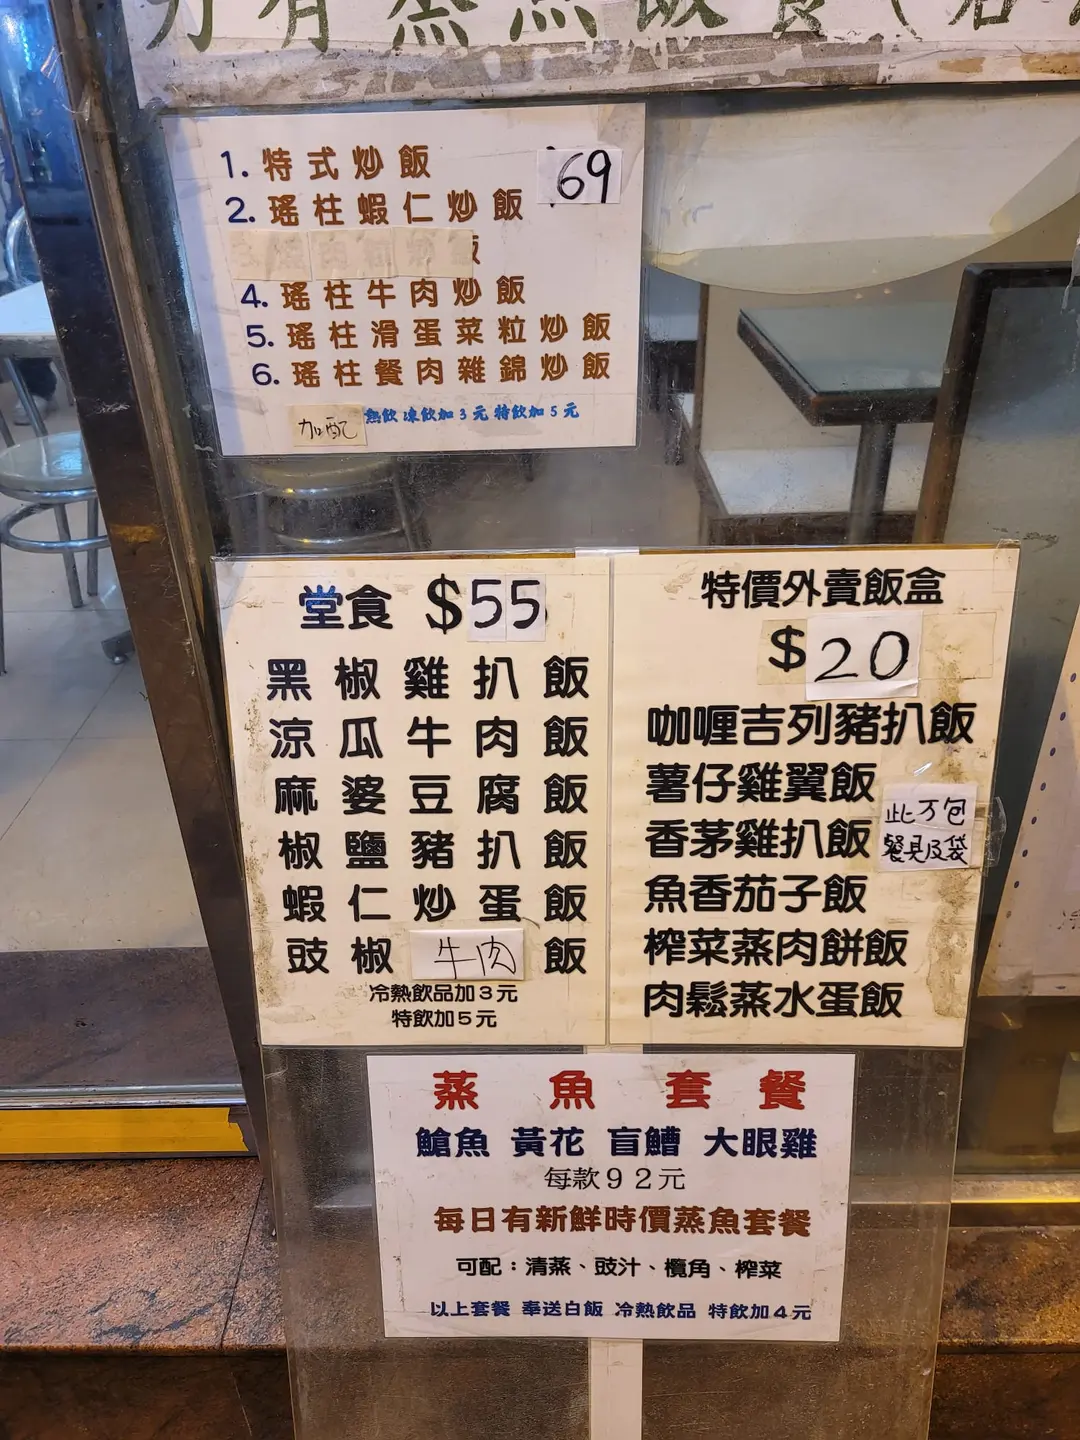 另有蒸魚飯餐
1. 特式炒飯 69
2. 瑤柱蝦仁炒飯
飯
4. 瑤柱牛肉炒飯
5. 瑤柱滑蛋菜粒炒飯
6. 瑤柱餐肉雜錦炒飯
加配 熱飲 凍飲加3元 特飲加5元
堂食 $55
黑椒雞扒飯
涼瓜牛肉飯
麻婆豆腐飯
椒鹽豬扒飯
蝦仁炒蛋飯
豉椒牛肉飯
冷熱飲品加3元
特飲加5元
特價外賣飯盒
$20
咖喱吉列豬扒飯
薯仔雞翼飯
香茅雞扒飯
此乃包
餐具及袋
魚香茄子飯
榨菜蒸肉餅飯
肉鬆蒸水蛋飯
蒸魚套餐
鱠魚 黃花 盲鰽 大眼雞
每款92元
每日有新鮮時價蒸魚套餐
可配：清蒸、豉汁、欖角、榨菜
以上套餐 奉送白飯 冷熱飲品 特飲加4元